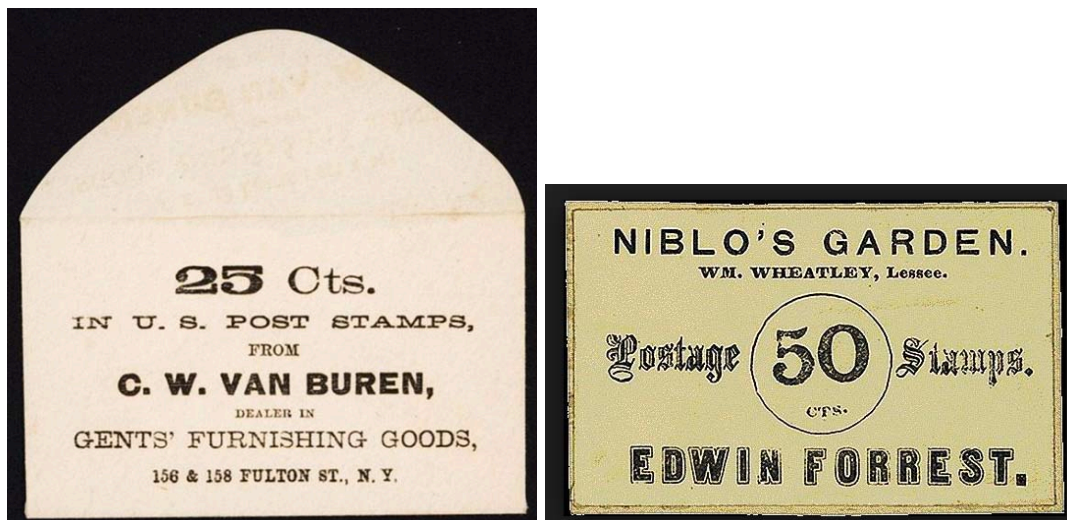 25 Cts.
IN U. S. POST STAMPS,
FROM
C. W. VAN BUREN,
DEALER IN
GENTS' FURNISHING GOODS,
156 & 158 FULTON ST., N. Y.
NIBLO'S GARDEN.
WM. WHEATLEY, Lessee.
Postage 50 Stamps.
CTS.
EDWIN FORREST.